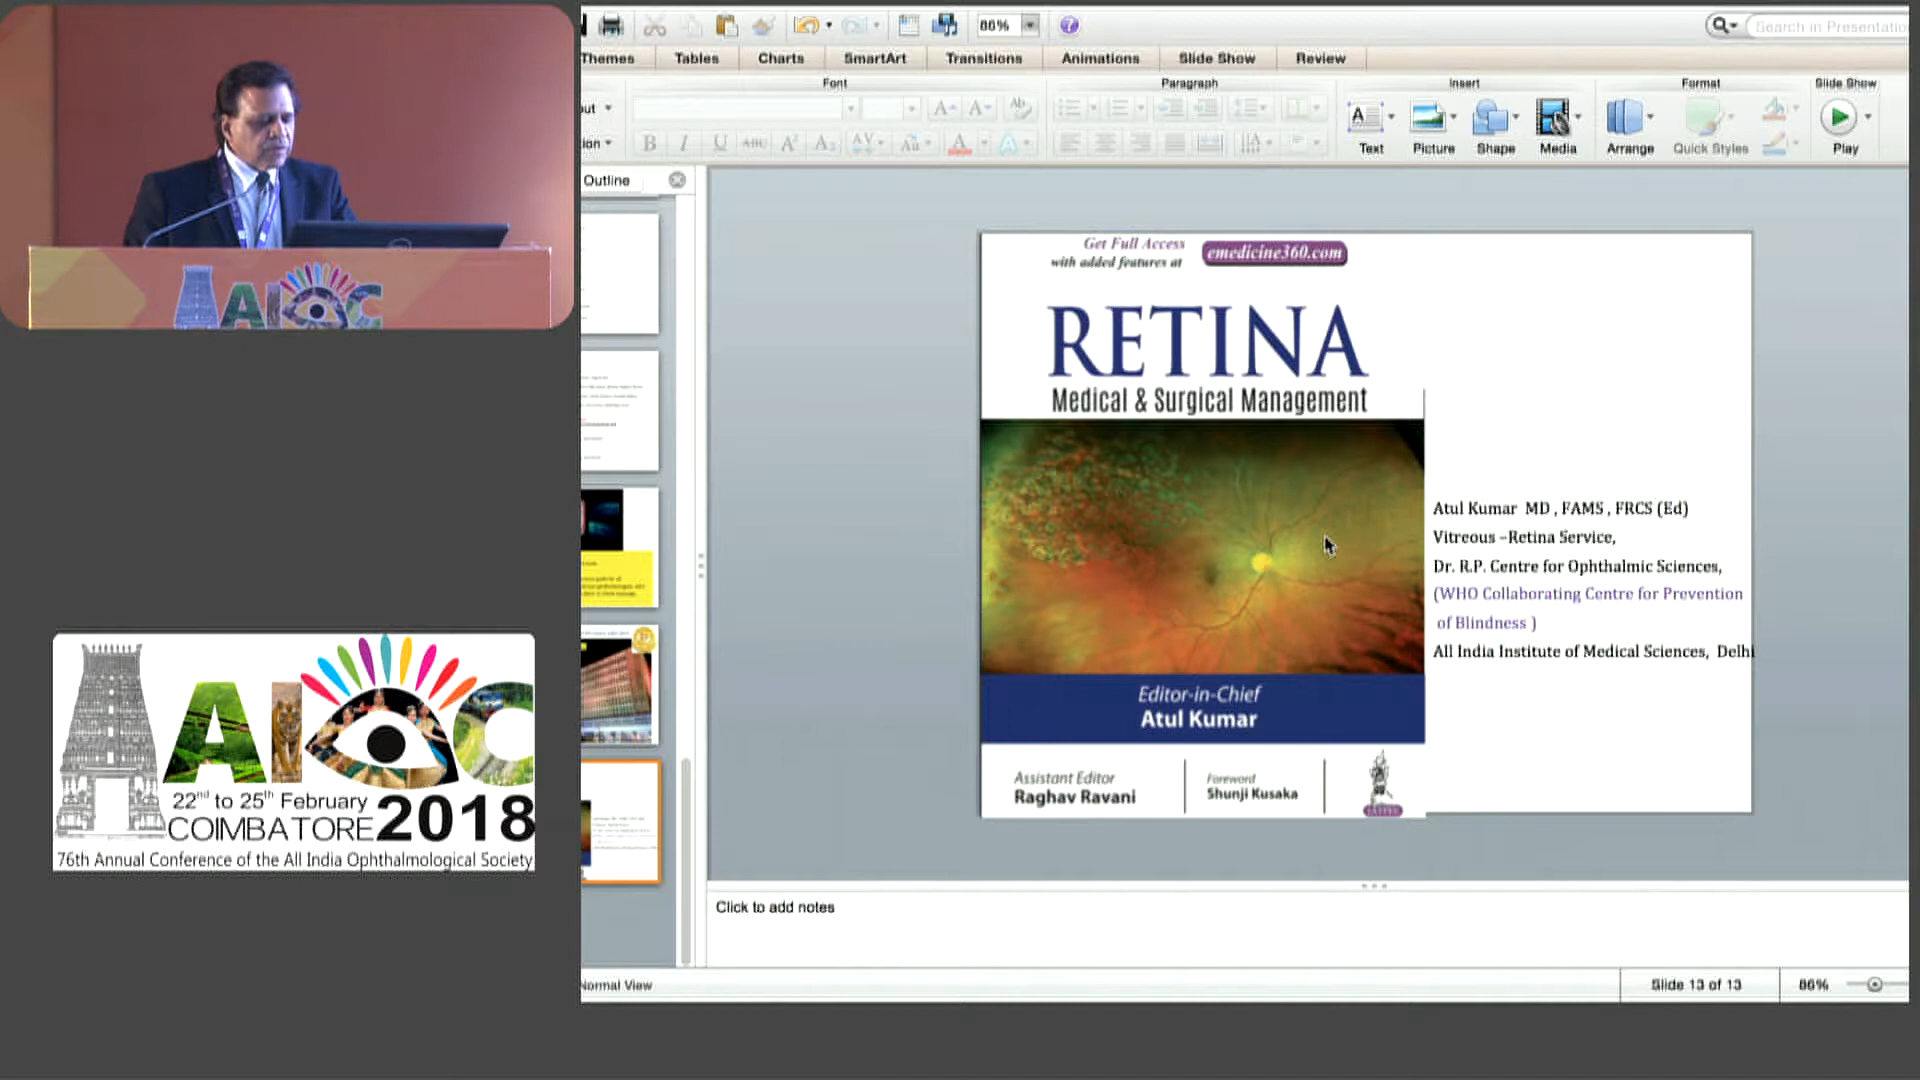 86%
Search in Presentatio
Themes
Tables
Charts
SmartArt
Transitions
Animations
Slide Show
Review
Font
Paragraph
Insert
Format
Slide Show
Text
Picture
Shape
Media
Arrange
Quick Styles
Play
Outline
AIOC
Get Full Access
with added features at
emedicine360.com
RETINA
Medical & Surgical Management
Editor-in-Chief
Atul Kumar
Assistant Editor
Raghav Ravani
Foreword
Shunji Kusaka
Atul Kumar MD , FAMS , FRCS (Ed)
Vitreous –Retina Service,
Dr. R.P. Centre for Ophthalmic Sciences,
(WHO Collaborating Centre for Prevention
of Blindness )
All India Institute of Medical Sciences, Delhi
AIOC
22nd to 25th February
COIMBATORE 2018
76th Annual Conference of the All India Ophthalmological Society
Click to add notes
Normal View
Slide 13 of 13
86%